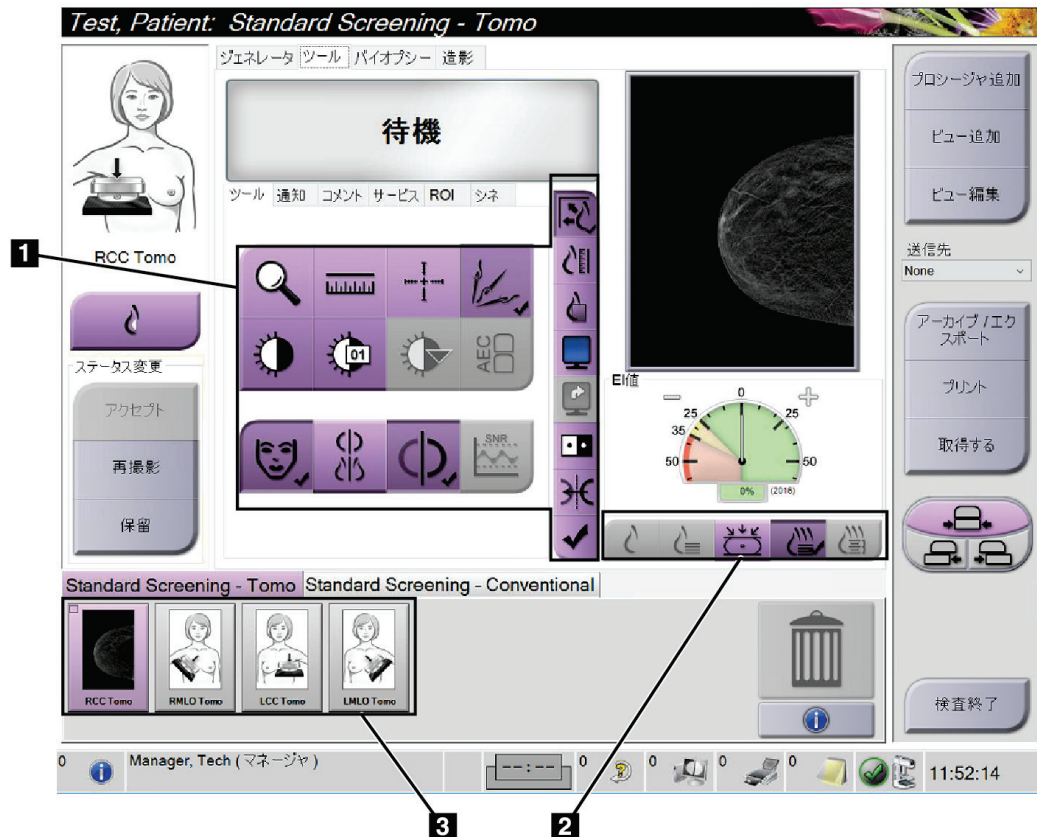 Test, Patient: Standard Screening - Tomo
ジェネレータ ツール バイオプシー 造影
待機
ツール 通知 コメント サービス ROI シネ
RCC Tomo
1
01
AEC
SNR
ステータス変更
アクセプト
再撮影
保留
EI値
0
25
25
35
50
50
0%
(2016)
プロシージャ追加
ビュー追加
ビュー編集
送信先
None
アーカイブ /エク
スポート
プリント
取得する
検査終了
Standard Screening - Tomo Standard Screening - Conventional
RCC Tomo RMLO Tomo LCC Tomo LMLO Tomo
0 Manager, Tech ( マネージャ ) --:-- 0 0 0 0 11:52:14
3 2